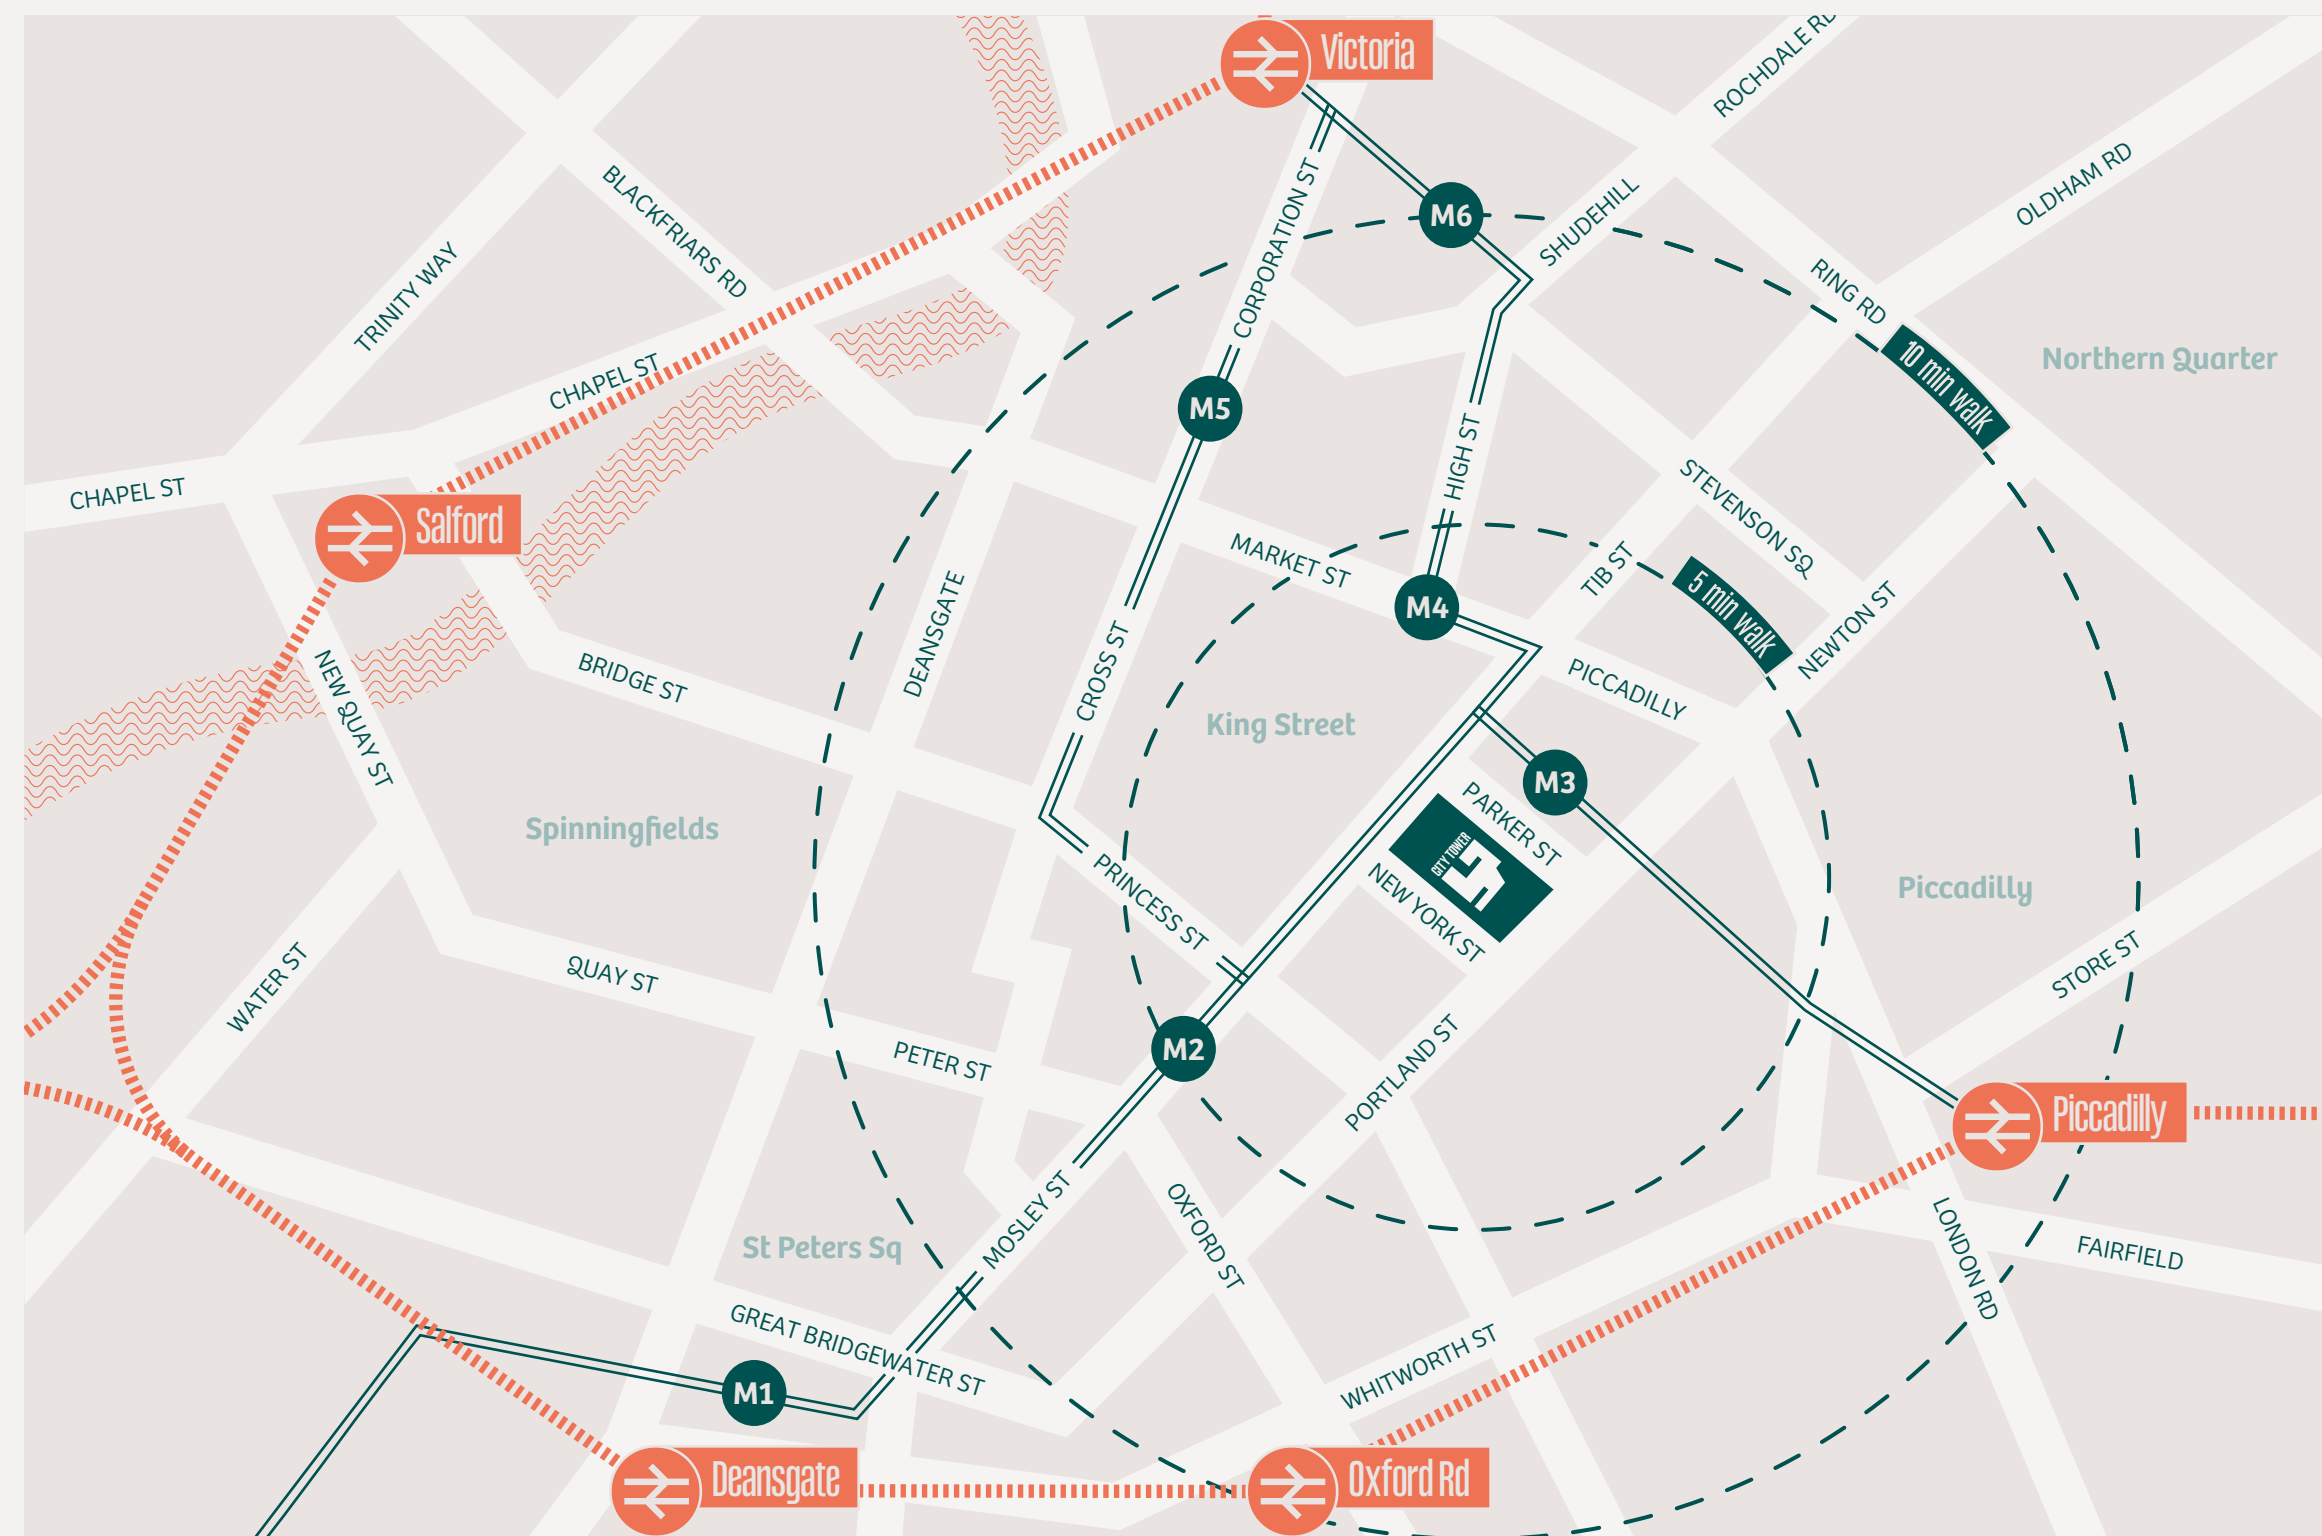 Victoria
ROCHDALE RD
OLDHAM RD
BLACKFRIARS RD
CORPORATION ST
M6
SHUDEHILL
TRINITY WAY
RING RD
10 min walk
Northern Quarter
CHAPEL ST
M5
HIGH ST
CHAPEL ST
STEVENSON SQ
Salford
MARKET ST
TIB ST
5 min walk
M4
NEWTON ST
DEANSGATE
CROSS ST
NEW QUAY ST
BRIDGE ST
PICCADILLY
King Street
M3
PARKER ST
Spinningfields
CITY TOWER
PRINCESS ST
NEW YORK ST
Piccadilly
WATER ST
QUAY ST
STORE ST
M2
PETER ST
PORTLAND ST
Piccadilly
St Peters Sq
MOSLEY ST
OXFORD ST
LONDON RD
FAIRFIELD
GREAT BRIDGEWATER ST
WHITWORTH ST
M1
Deansgate
Oxford Rd